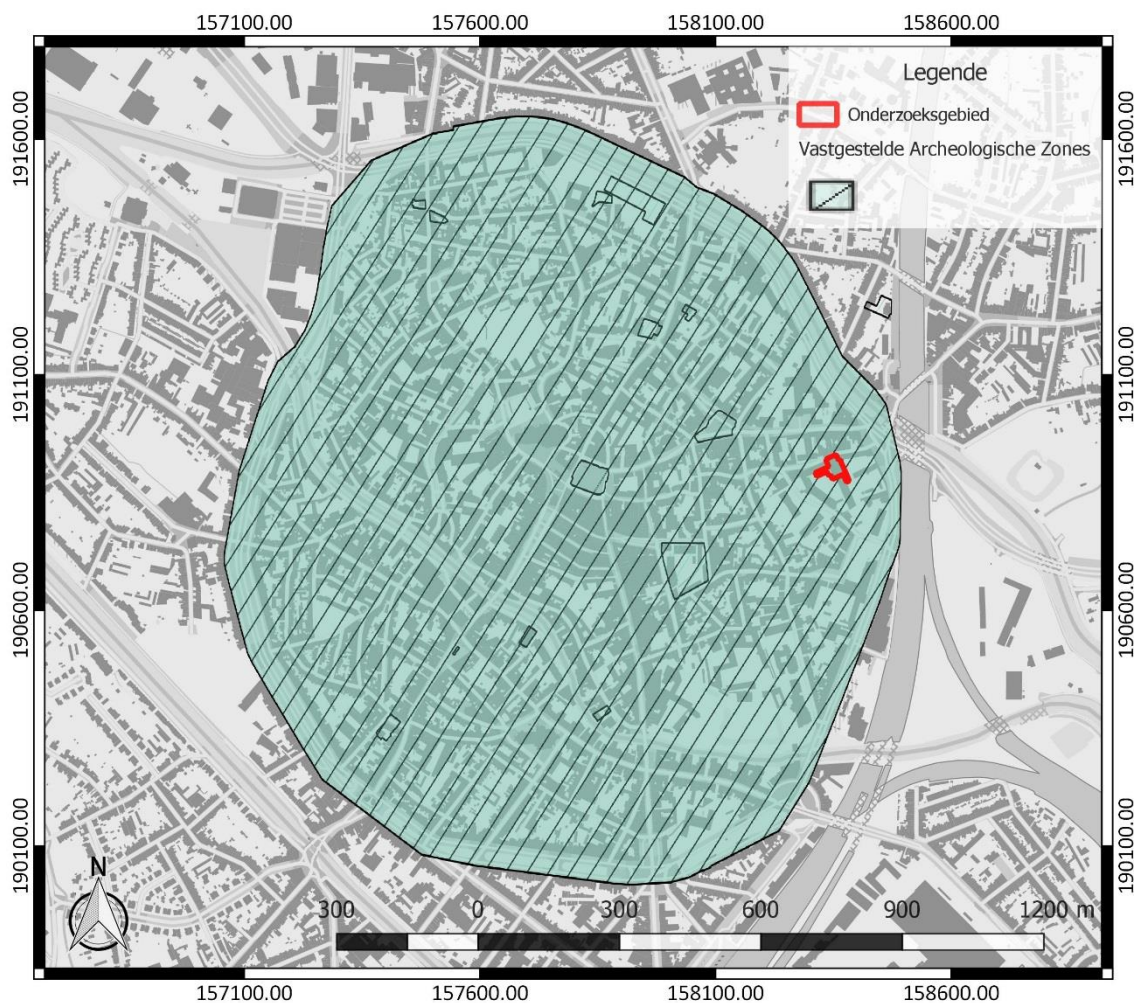 157100.00 157600.00 158100.00 158600.00
Legende
Onderzoeksgebied
Vastgestelde Archeologische Zones
191600.00 191600.00
191100.00 191100.00
190600.00 190600.00
190100.00 190100.00
N
300 0 300 600 900 1200 m
157100.00 157600.00 158100.00 158600.00